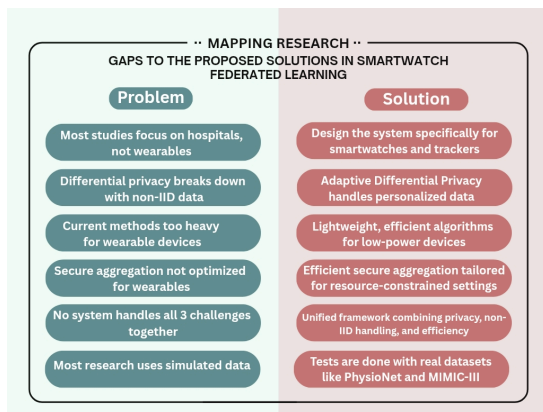 ·· MAPPING RESEARCH ··
GAPS TO THE PROPOSED SOLUTIONS IN SMARTWATCH
FEDERATED LEARNING
Problem
Solution
Most studies focus on hospitals,
not wearables
Design the system specifically for
smartwatches and trackers
Differential privacy breaks down
with non-IID data
Adaptive Differential Privacy
handles personalized data
Current methods too heavy
for wearable devices
Lightweight, efficient algorithms
for low-power devices
Secure aggregation not optimized
for wearables
Efficient secure aggregation tailored
for resource-constrained settings
No system handles all 3 challenges
together
Unified framework combining privacy, non-
IID handling, and efficiency
Most research uses simulated data
Tests are done with real datasets
like PhysioNet and MIMIC-III